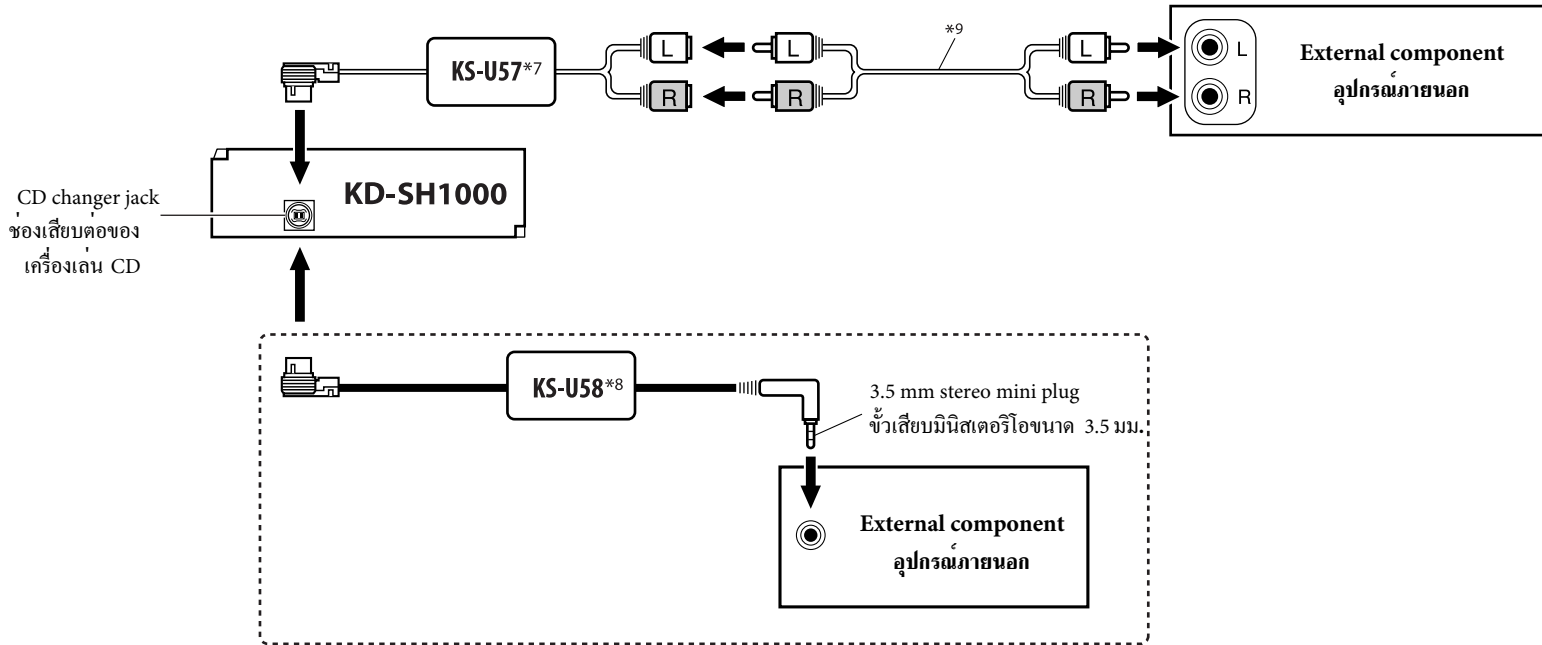 *9
L
L
L
L
External component
อุปกรณ์ภายนอก
KS-U57*7
R
R
R
R
KD-SH1000
CD changer jack
ช่องเสียบต่อของ
เครื่องเล่น CD
KS-U58*8
3.5 mm stereo mini plug
ขั้วเสียบมินิสเตอริโอขนาด 3.5 มม.
External component
อุปกรณ์ภายนอก